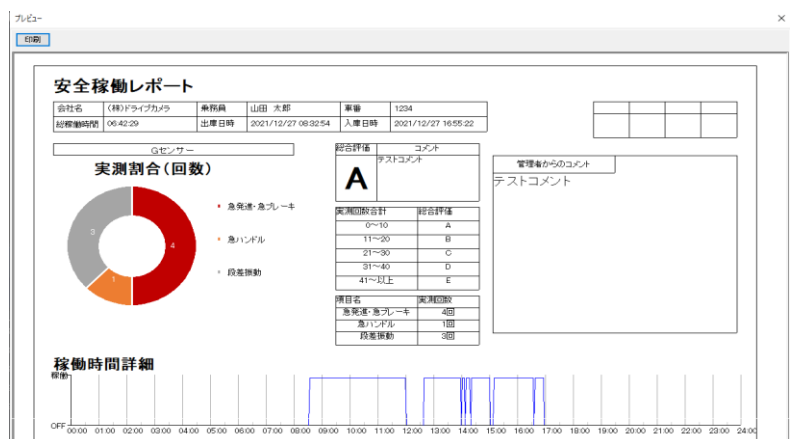 プレビュー
印刷
安全稼働レポート
会社名 (株)ドライブカメラ 乗務員 山田 太郎 車番 1234
総稼働時間 06:42:29 出庫日時 2021/12/27 08:32:54 入庫日時 2021/12/27 16:55:22
Gセンサー
実測割合(回数)
3
4
1
急発進・急ブレーキ
急ハンドル
段差振動
総合評価 コメント
A テストコメント
実測回数合計 総合評価
0~10 A
11~20 B
21~30 C
31~40 D
41~以上 E
項目名 実測回数
急発進・急ブレーキ 4回
急ハンドル 1回
段差振動 3回
管理者からのコメント
テストコメント
稼働時間詳細
稼働
OFF
00:00 01:00 02:00 03:00 04:00 05:00 06:00 07:00 08:00 09:00 10:00 11:00 12:00 13:00 14:00 15:00 16:00 17:00 18:00 19:00 20:00 21:00 22:00 23:00 24:00